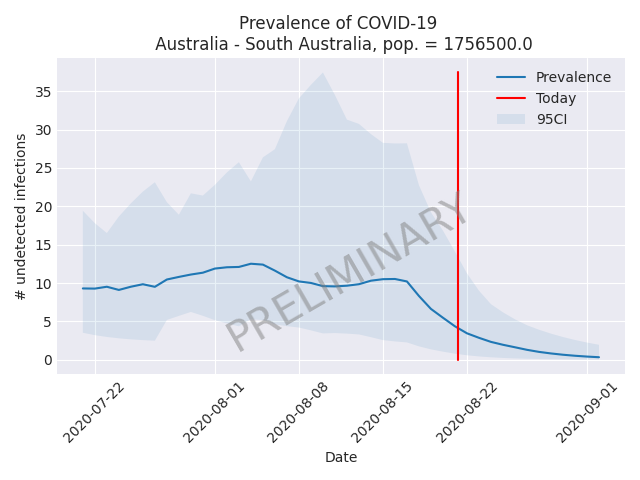 Prevalence of COVID-19
Australia - South Australia, pop. = 1756500.0
Prevalence
Today
95CI
35
30
25
20
15
10
5
0
# undetected infections
PRELIMINARY
2020-07-22
2020-08-01
2020-08-08
2020-08-15
2020-08-22
2020-09-01
Date